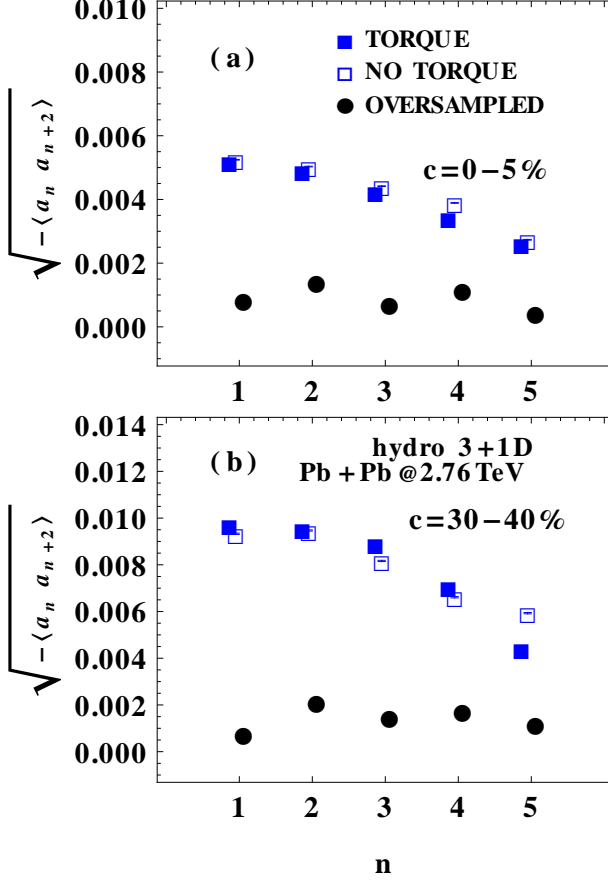 0.010
(a)
TORQUE
0.008
NO TORQUE
OVERSAMPLED
0.006
c=0−5%
0.004
√−⟨a_n a_{n+2}⟩
0.002
0.000
1 2 3 4 5
0.014
hydro 3+1D
(b)
0.012
Pb+Pb@2.76TeV
0.010
c=30−40%
0.008
√−⟨a_n a_{n+2}⟩
0.006
0.004
0.002
0.000
1 2 3 4 5
n